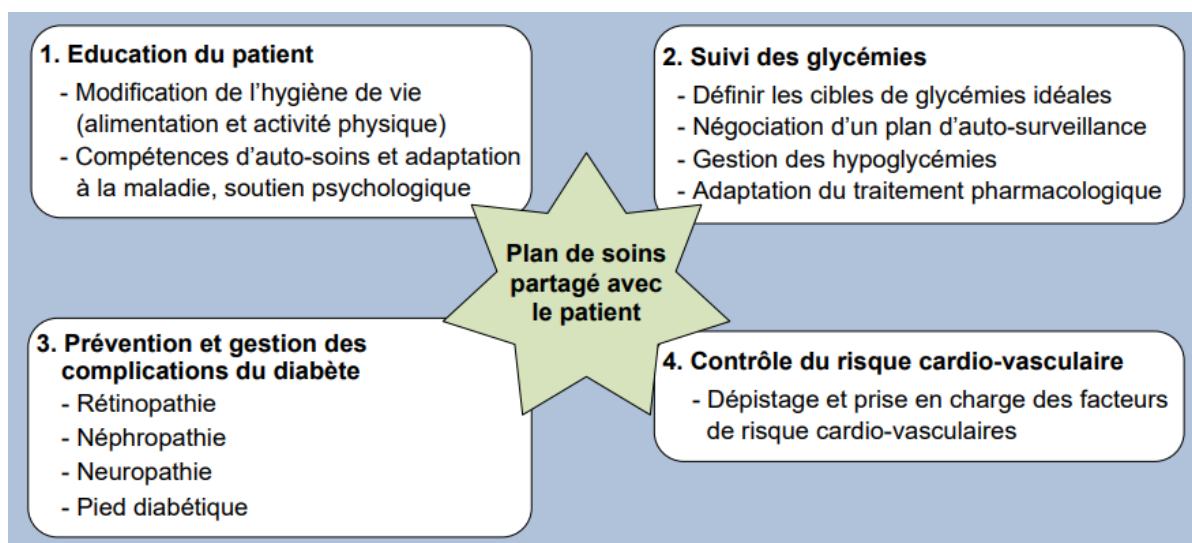 1. Education du patient
- Modification de l'hygiène de vie
(alimentation et activité physique)
- Compétences d'auto-soins et adaptation
à la maladie, soutien psychologique
2. Suivi des glycémies
- Définir les cibles de glycémies idéales
- Négociation d'un plan d'auto-surveillance
- Gestion des hypoglycémies
- Adaptation du traitement pharmacologique
Plan de soins
partagé avec
le patient
3. Prévention et gestion des
complications du diabète
- Rétinopathie
- Néphropathie
- Neuropathie
- Pied diabétique
4. Contrôle du risque cardio-vasculaire
- Dépistage et prise en charge des facteurs
de risque cardio-vasculaires